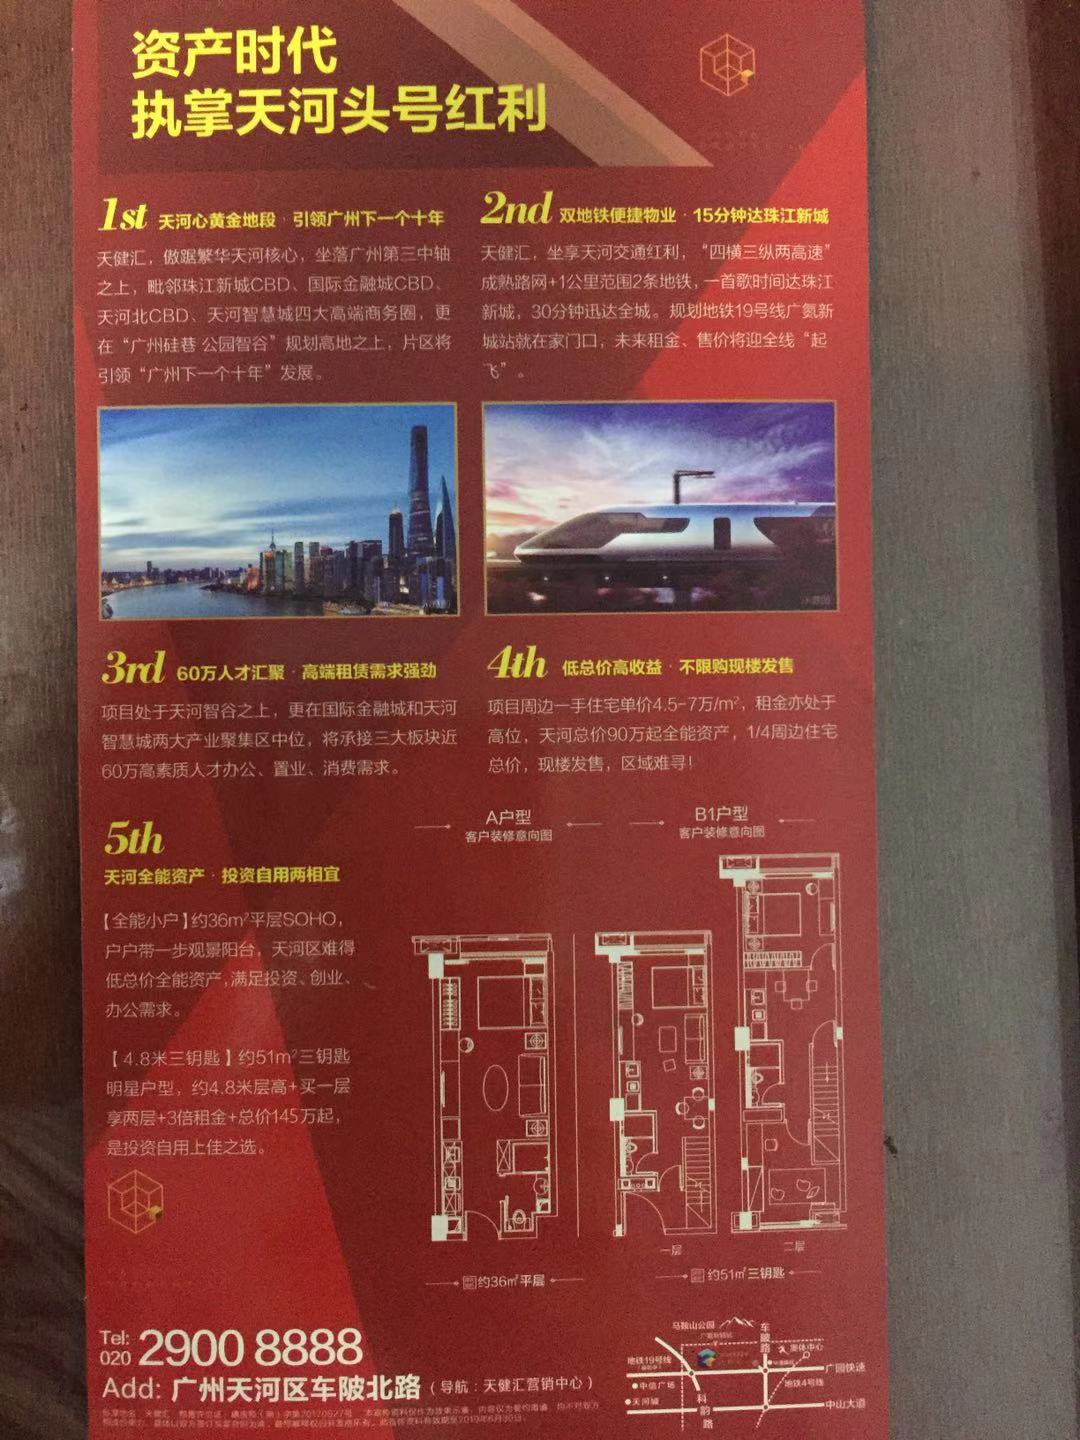 资产时代
执掌天河头号红利
1st 天河心黄金地段·引领广州下一个十年
天健汇，傲踞繁华天河核心，坐落广州第三中轴
之上，毗邻珠江新城CBD、国际金融城CBD、
天河北CBD、天河智慧城四大高端商务圈，更
在“广州硅巷 公园智谷”规划高地之上，片区将
引领“广州下一个十年”发展。
2nd 双地铁便捷物业·15分钟达珠江新城
天健汇，坐享天河交通红利，“四横三纵两高速”
成熟路网+1公里范围2条地铁，一首歌时间达珠江
新城，30分钟迅达全城。规划地铁19号线广氮新
城站就在家门口，未来租金、售价将迎全线“起
飞”。
3rd 60万人才汇聚·高端租赁需求强劲
项目处于天河智谷之上，更在国际金融城和天河
智慧城两大产业聚集区中位，将承接三大板块近
60万高素质人才办公、置业、消费需求。
4th 低总价高收益·不限购现楼发售
项目周边一手住宅单价4.5-7万/m²，租金亦处于
高位，天河总价90万起全能资产，1/4周边住宅
总价，现楼发售，区域难寻！
5th
天河全能资产·投资自用两相宜
【全能小户】约36m²平层SOHO，
户户带一步观景阳台，天河区难得
低总价全能资产，满足投资、创业、
办公需求。
【4.8米三钥匙】约51m²三钥匙
明星户型，约4.8米层高+买一层
享两层+3倍租金+总价145万起，
是投资自用上佳之选。
A户型
客户装修意向图
B1户型
客户装修意向图
一层
二层
约36㎡平层
约51㎡三钥匙
Tel:
020 2900 8888
Add: 广州天河区车陂北路（导航：天健汇营销中心）
马鞍山公园
车陂路
奥体中心
地铁19号线
广园快速
中信广场
地铁4号线
天河城
科韵路
中山大道